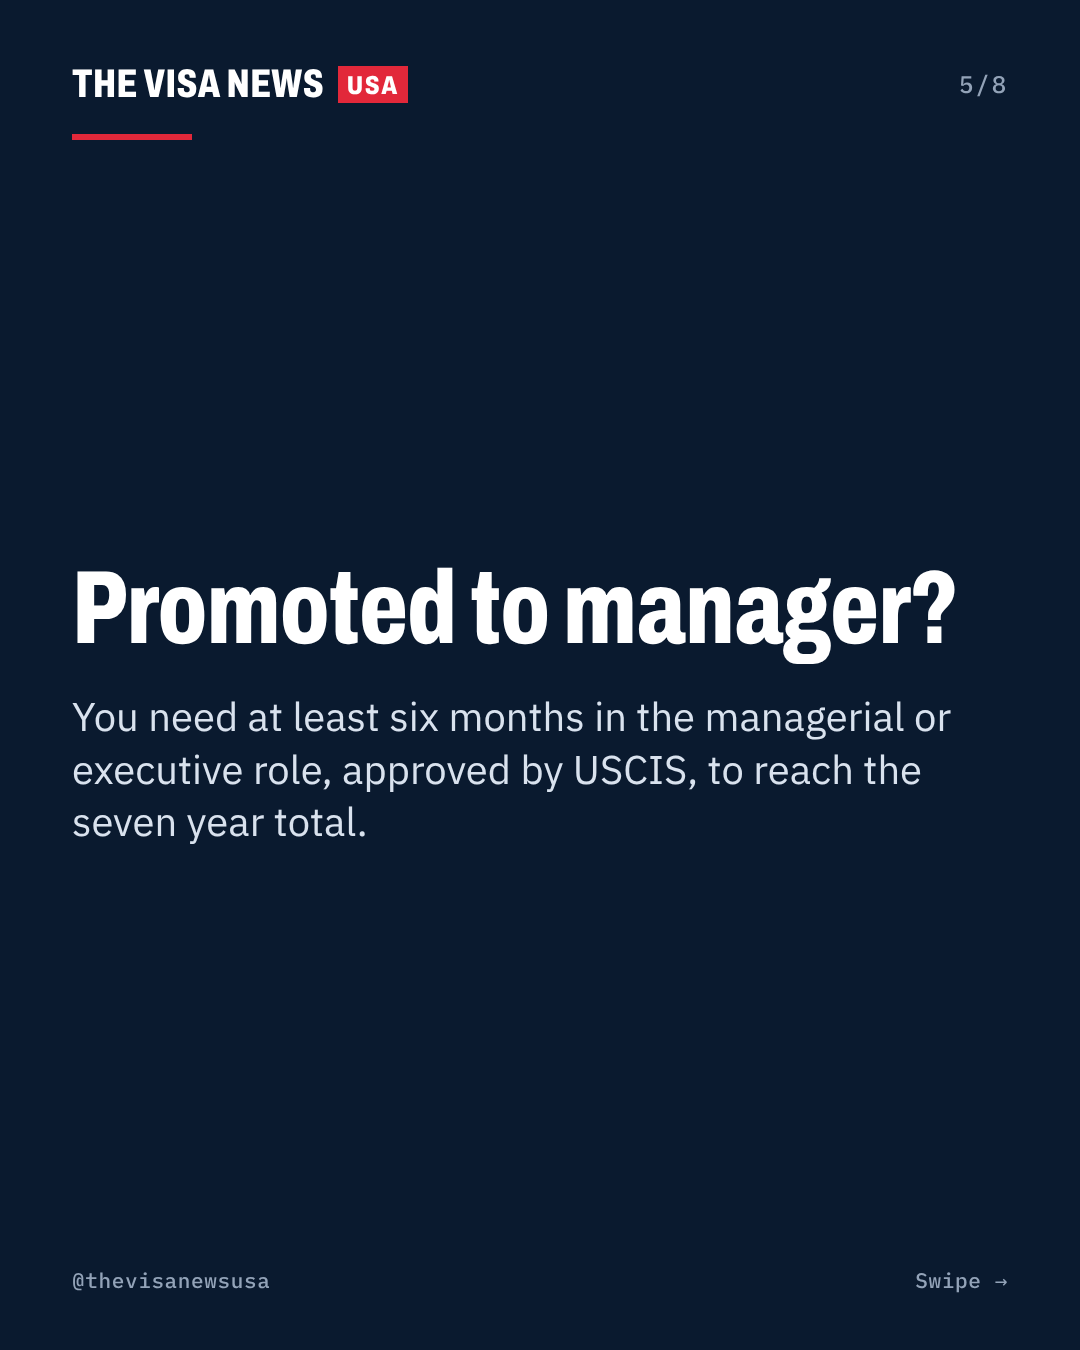 THE VISA NEWS USA
5/8
Promoted to manager?
You need at least six months in the managerial or
executive role, approved by USCIS, to reach the
seven year total.
@thevisanewsusa
Swipe →